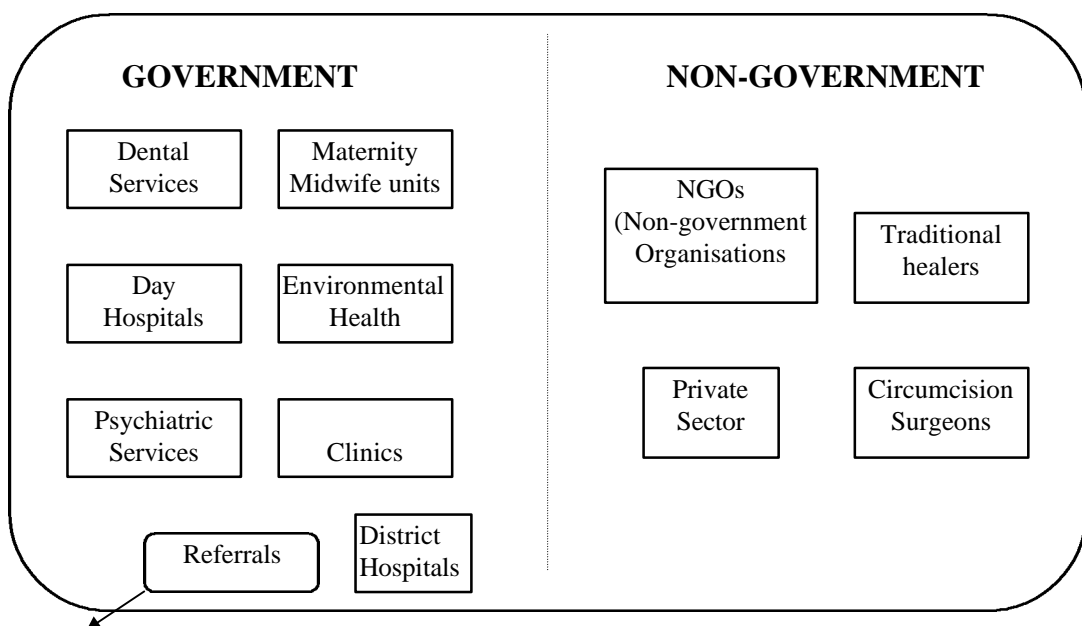 GOVERNMENT
Dental
Services
Maternity
Midwife units
Day
Hospitals
Environmental
Health
Psychiatric
Services
Clinics
Referrals
District
Hospitals
NON-GOVERNMENT
NGOs
(Non-government
Organisations
Traditional
healers
Private
Sector
Circumcision
Surgeons